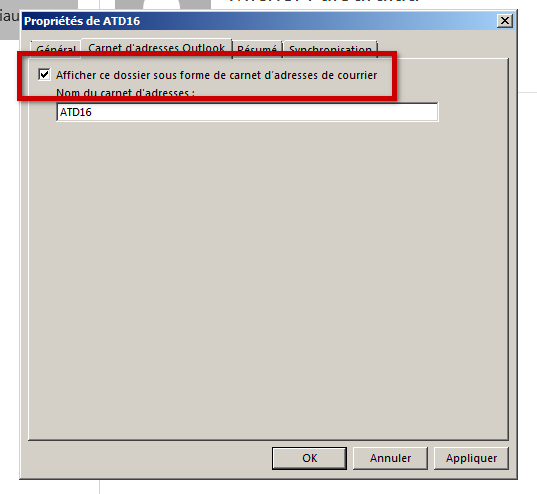 iau
Propriétés de ATD16
Général
Carnet d'adresses Outlook
Résumé
Synchronisation
Afficher ce dossier sous forme de carnet d'adresses de courrier
Nom du carnet d'adresses :
ATD16
OK
Annuler
Appliquer